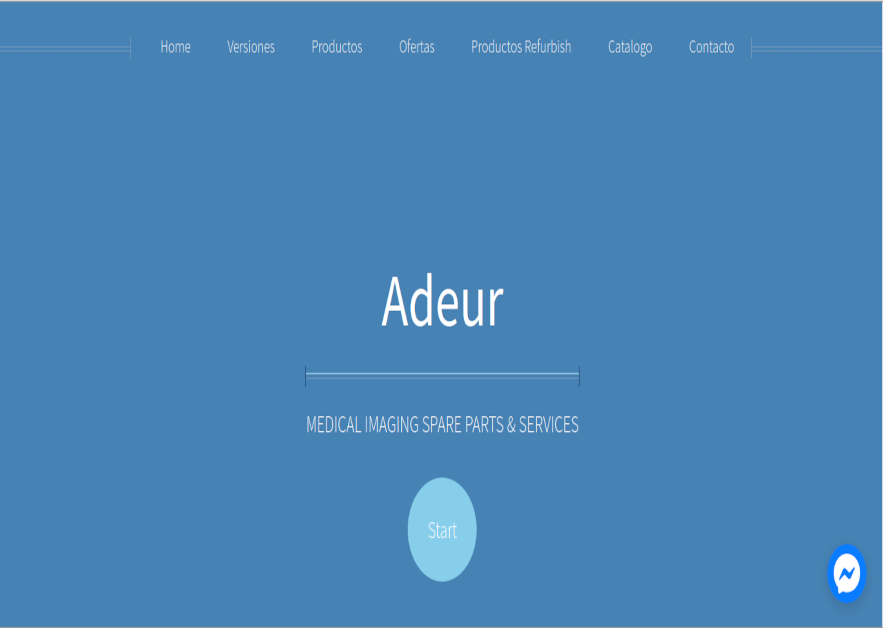 Home Versiones Productos Ofertas Productos Refurbish Catalogo Contacto
Adeur
MEDICAL IMAGING SPARE PARTS & SERVICES
Start